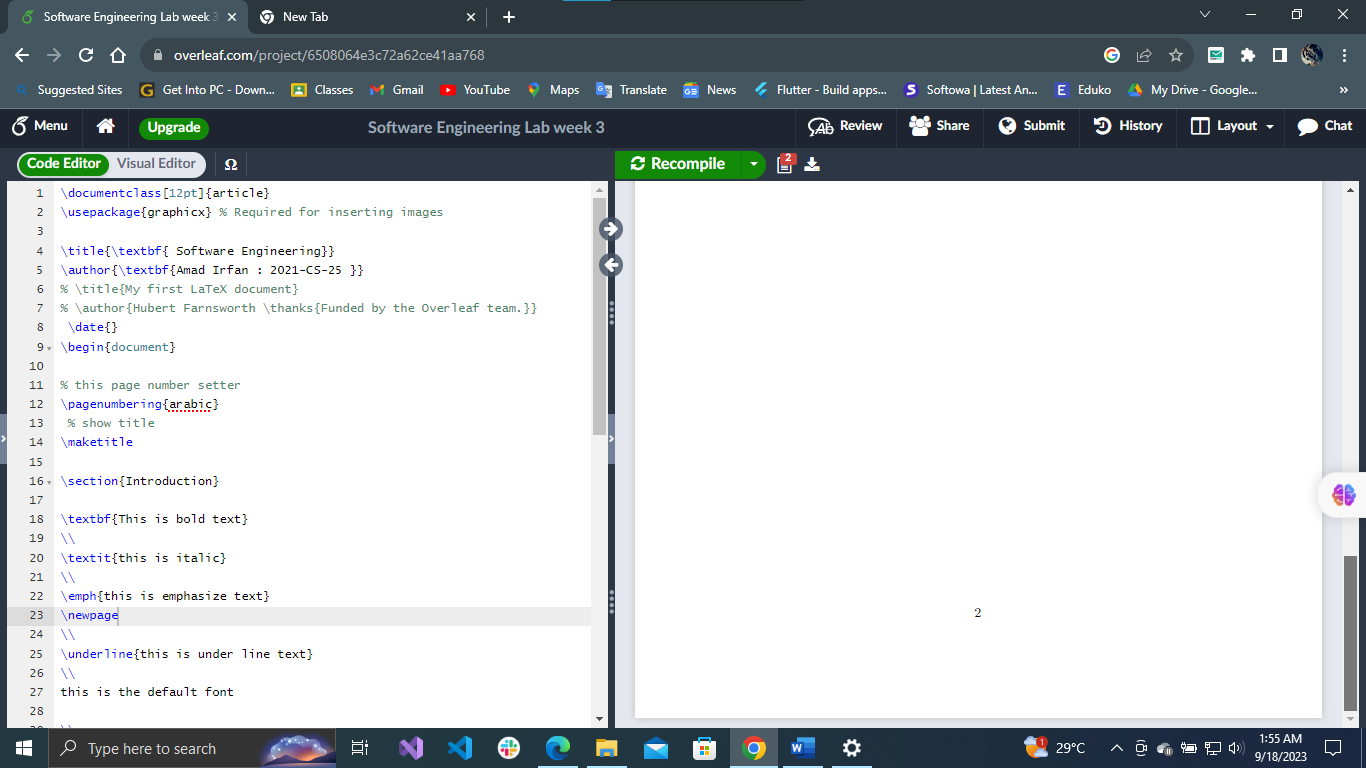 Software Engineering Lab week 3
New Tab
overleaf.com/project/6508064e3c72a62ce41aa768
Suggested Sites
Get Into PC - Down...
Classes
Gmail
YouTube
Maps
Translate
News
Flutter - Build apps...
Softowa | Latest An...
Eduko
My Drive - Google...
Menu
Upgrade
Software Engineering Lab week 3
Review
Share
Submit
History
Layout
Chat
Code Editor
Visual Editor
Ω
Recompile
2
1 \documentclass[12pt]{article}
2 \usepackage{graphicx} % Required for inserting images
3
4 \title{\textbf{ Software Engineering}}
5 \author{\textbf{Amad Irfan : 2021-CS-25 }}
6 % \title{My first LaTeX document}
7 % \author{Hubert Farnsworth \thanks{Funded by the Overleaf team.}}
8 \date{}
9 \begin{document}
10
11 % this page number setter
12 \pagenumbering{arabic}
13 % show title
14 \maketitle
15
16 \section{Introduction}
17
18 \textbf{This is bold text}
19 \\
20 \textit{this is italic}
21 \\
22 \emph{this is emphasize text}
23 \newpage
24 \\
25 \underline{this is under line text}
26 \\
27 this is the default font
28
2
Type here to search
1
29°C
1:55 AM
9/18/2023